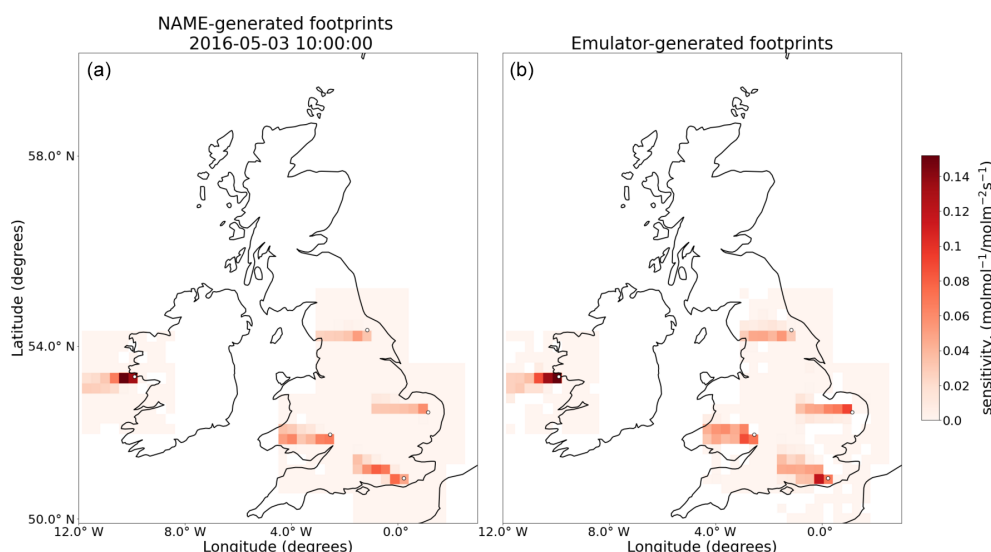 NAME-generated footprints
2016-05-03 10:00:00
Emulator-generated footprints
(a)
(b)
Latitude (degrees)
58.0° N
54.0° N
50.0° N
12.0° W
8.0° W
4.0° W
0.0°
Longitude (degrees)
12.0° W
8.0° W
4.0° W
0.0°
Longitude (degrees)
0.14
0.12
0.10
0.08
0.06
0.04
0.02
0.0
sensitivity, (molmol⁻¹/molm⁻²s⁻¹)